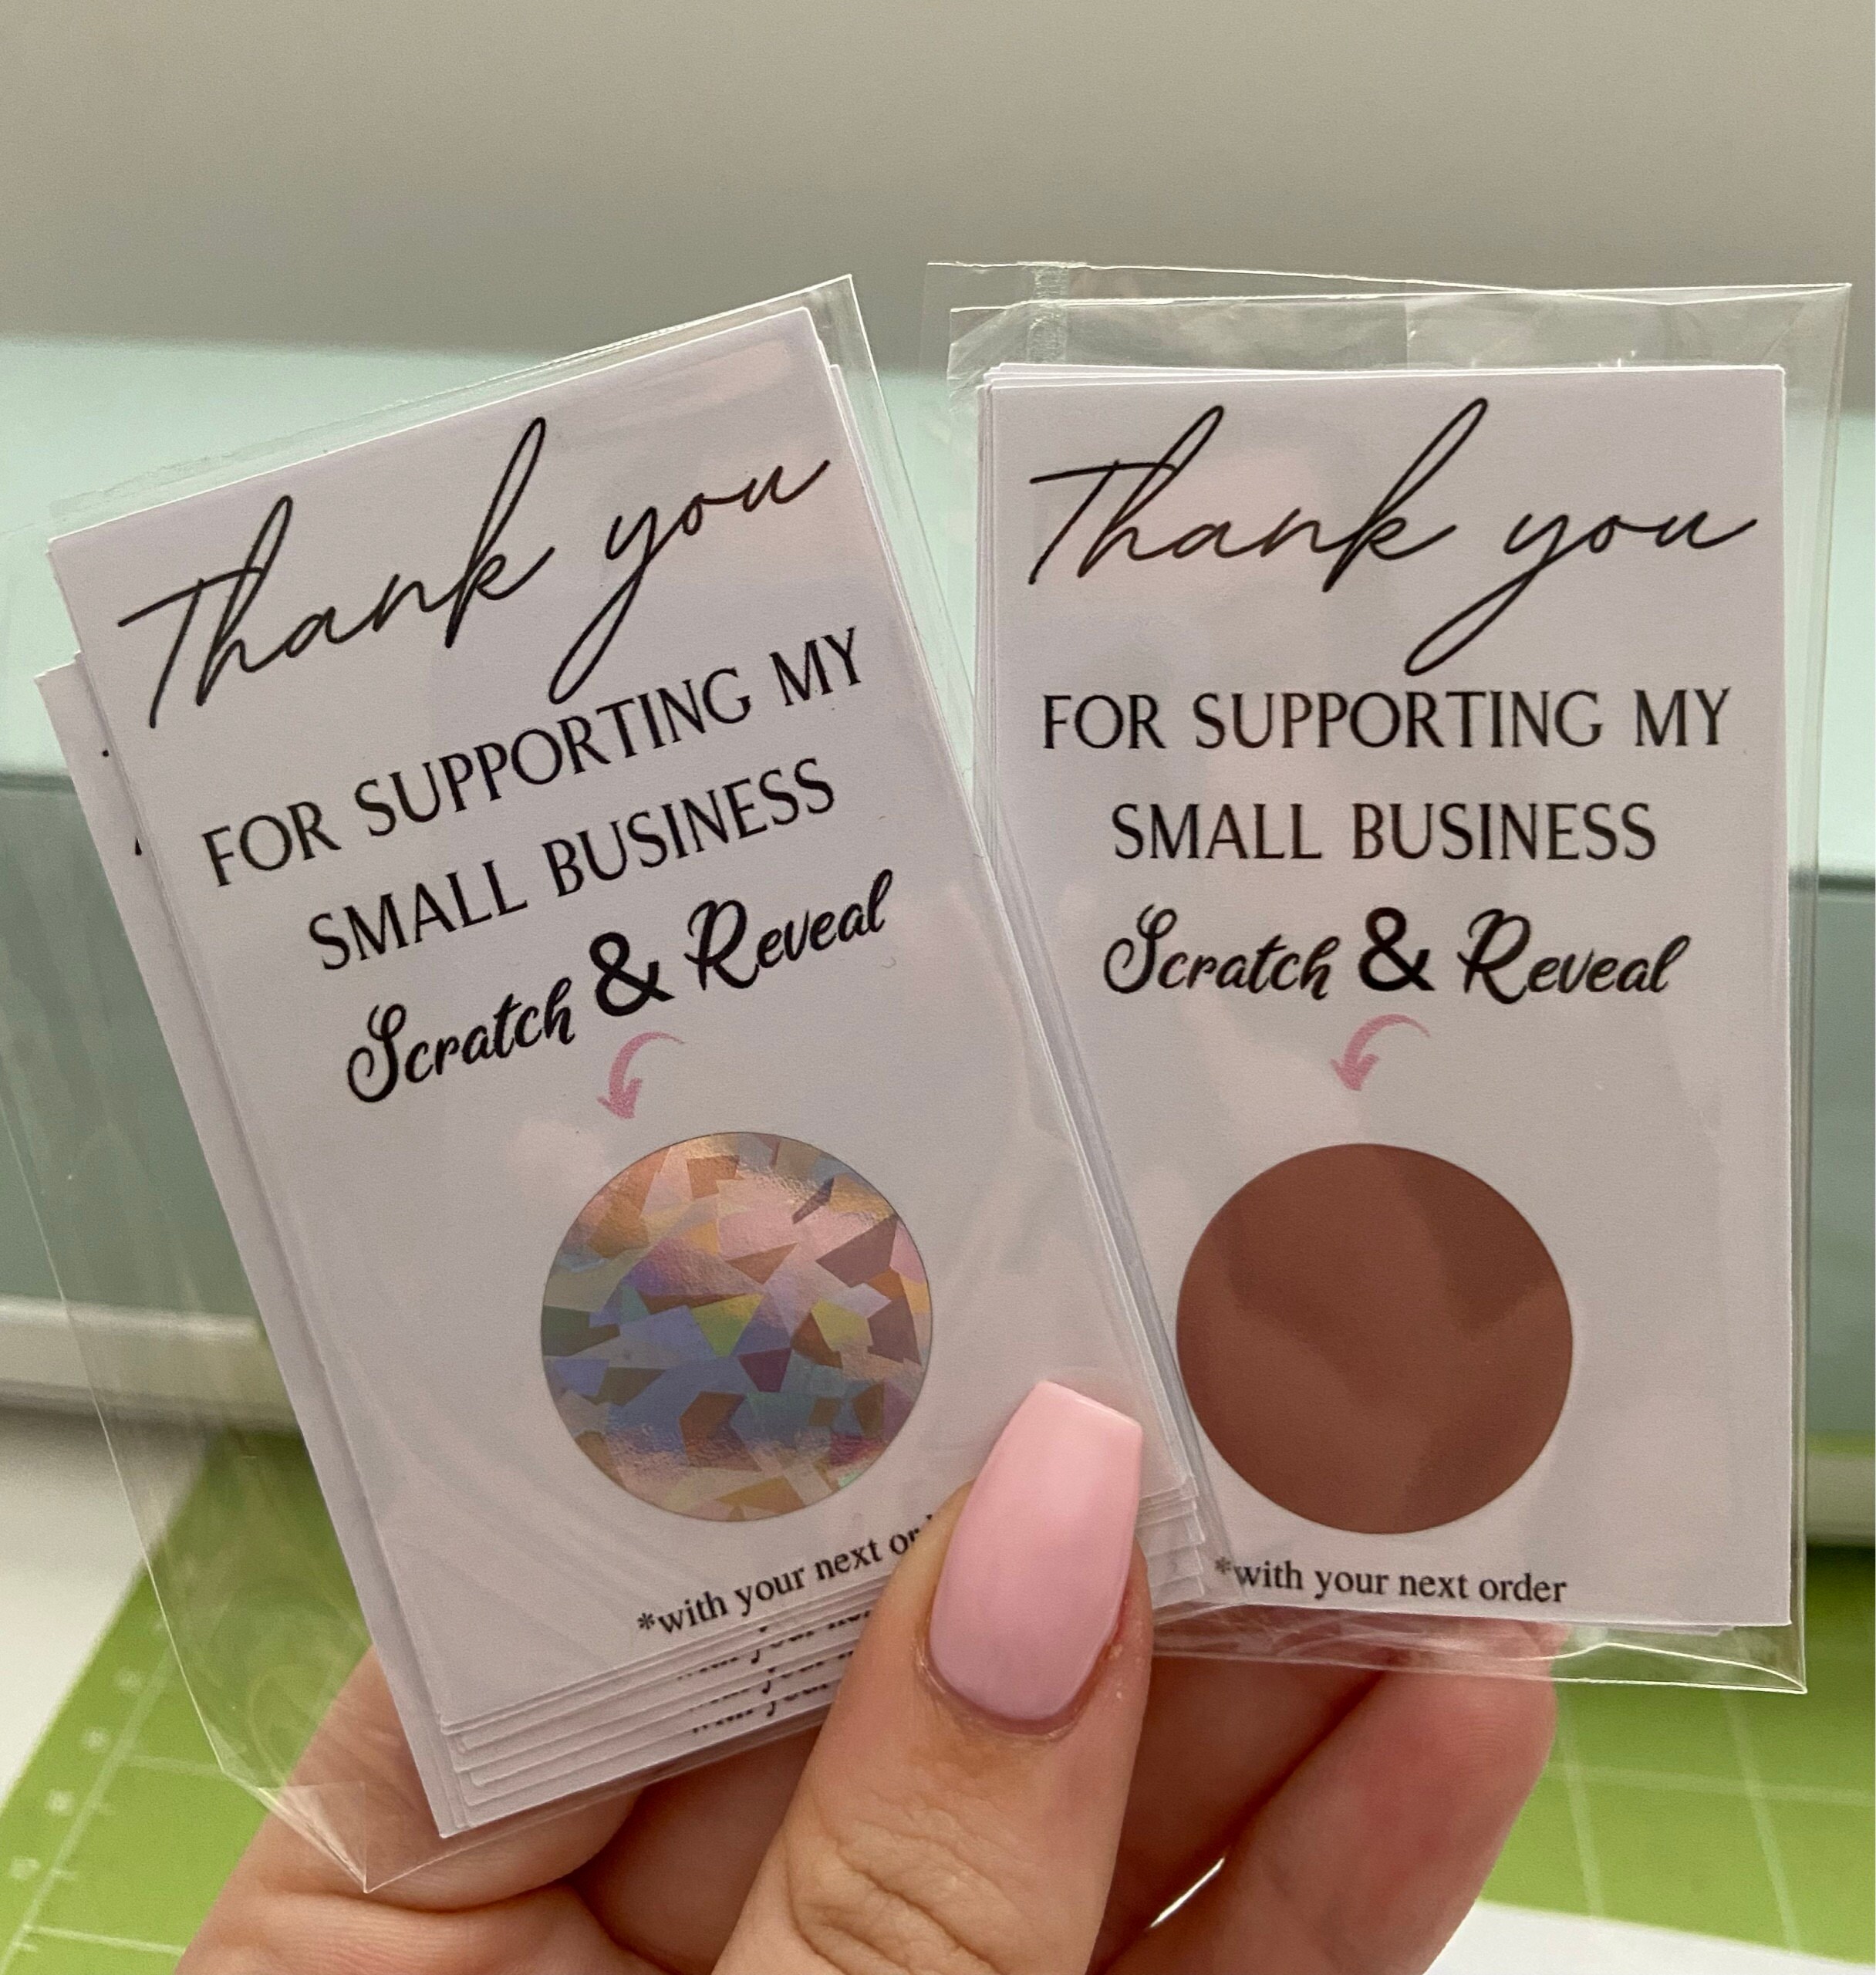 Thank you
FOR SUPPORTING MY
SMALL BUSINESS
Scratch & Reveal
*with your next
Thank you
FOR SUPPORTING MY
SMALL BUSINESS
Scratch & Reveal
*with your next order